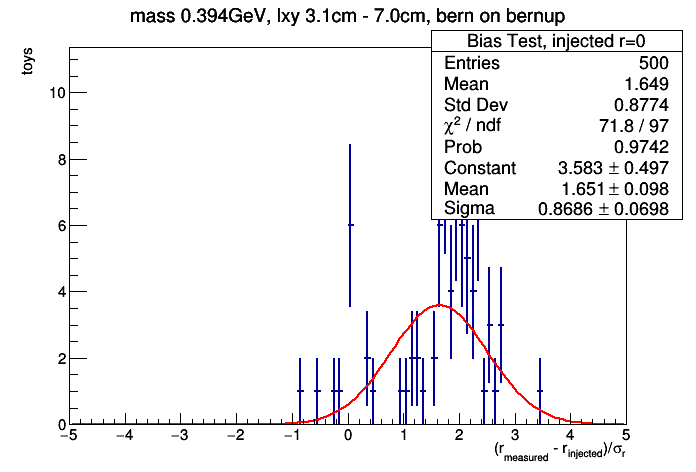 mass 0.394GeV, lxy 3.1cm - 7.0cm, bern on bernup
toys
Bias Test, injected r=0
Entries 500
Mean 1.649
Std Dev 0.8774
χ² / ndf 71.8 / 97
Prob 0.9742
Constant 3.583 ± 0.497
Mean 1.651 ± 0.098
Sigma 0.8686 ± 0.0698
10
8
6
4
2
0
−5 −4 −3 −2 −1 0 1 2 3 4 5
(r_measured - r_injected)/σ_r